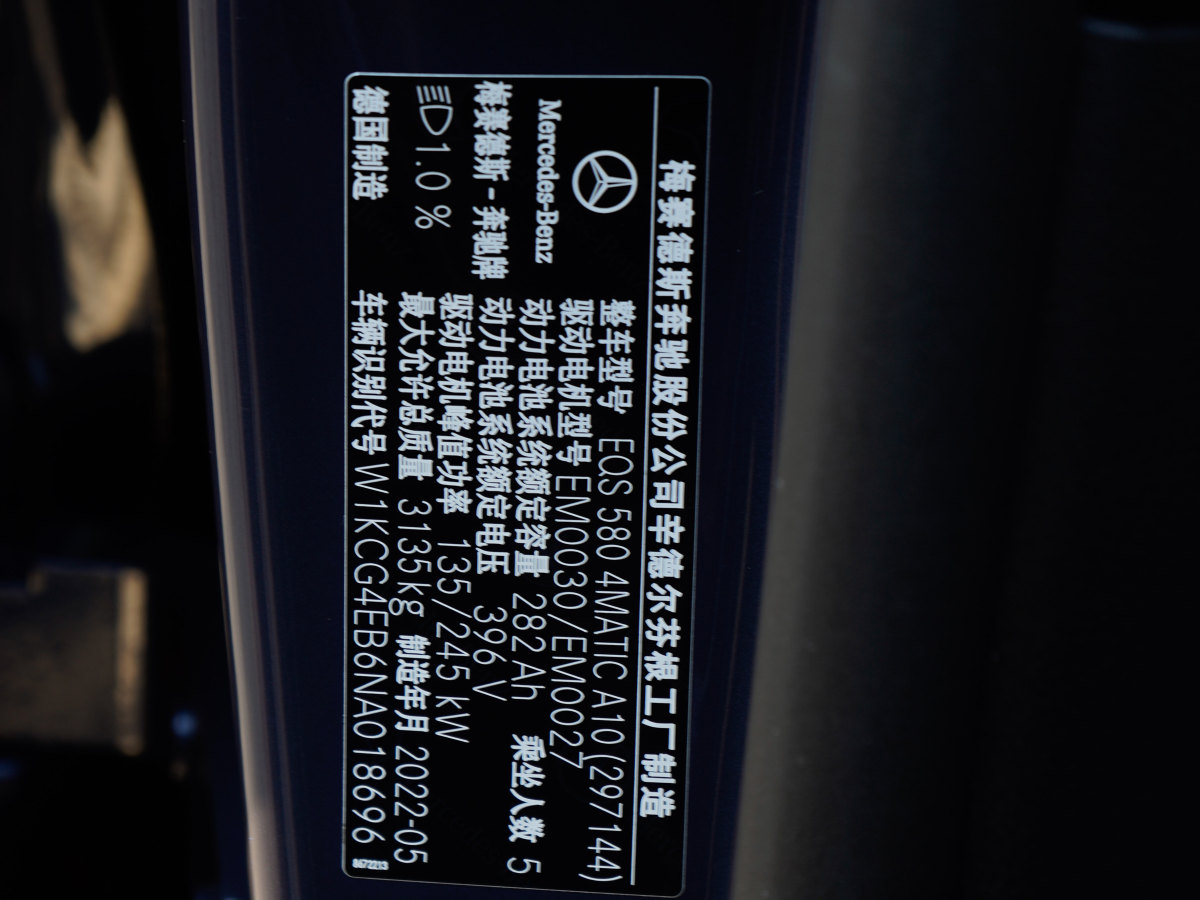 梅赛德斯奔驰股份公司辛德尔芬根工厂制造
Mercedes-Benz
梅赛德斯-奔驰牌
1.0 %
德国制造
整车型号 EQS 580 4MATIC A10 (297144)
驱动电机型号 EM0030/EM0027
动力电池系统额定容量 282 Ah 乘坐人数 5
动力电池系统额定电压 396 V
驱动电机峰值功率 135/245 kW
最大允许总质量 3135 kg 制造年月 2022-05
车辆识别代号 W1KCG4EB6NA018696